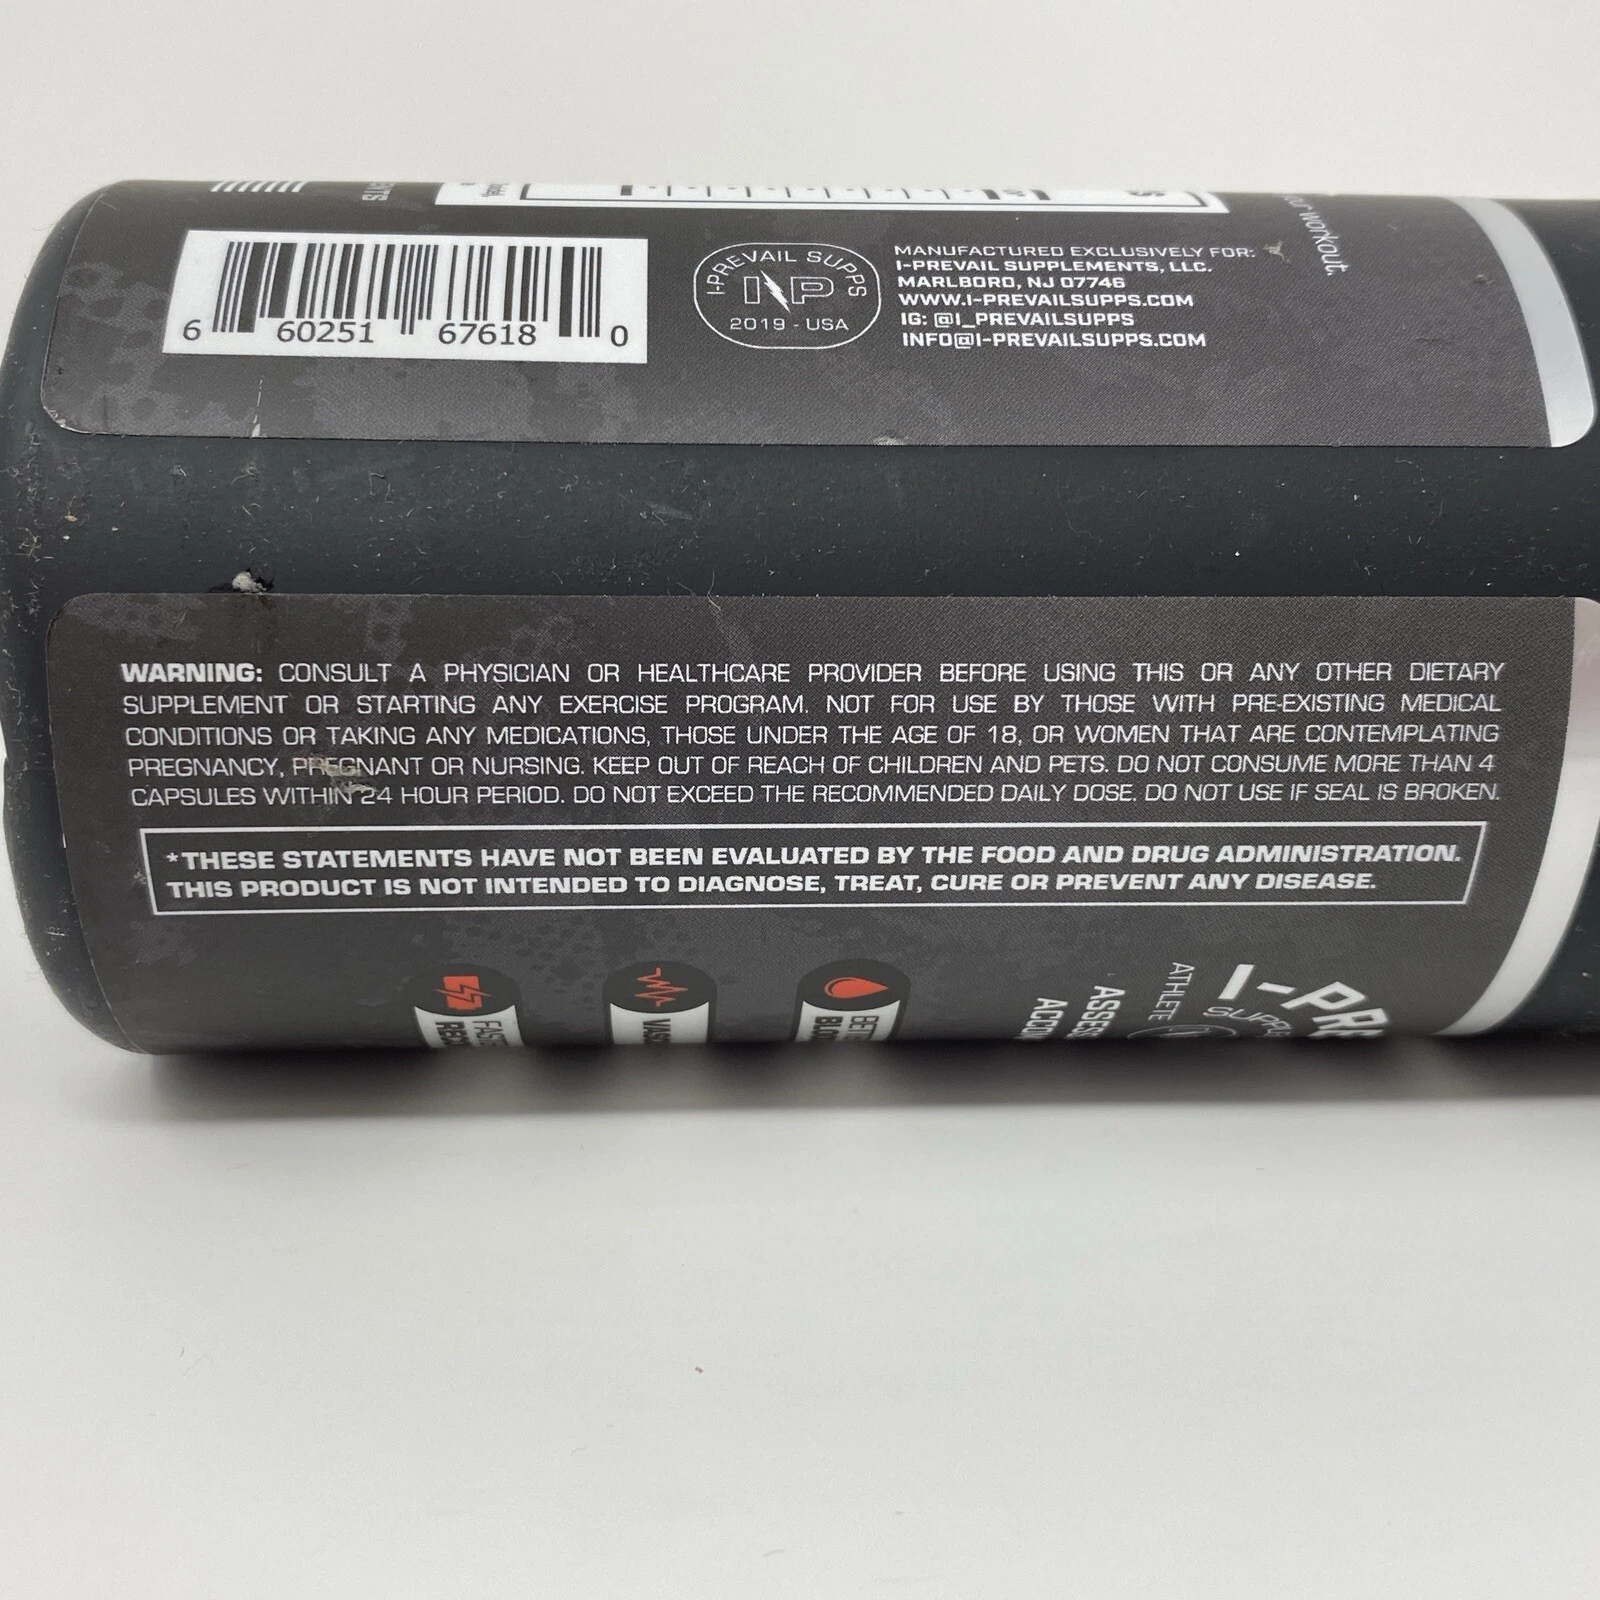 your workout.
6 60251 67618 0
I-PREVAIL SUPPS
IP
2019 - USA
MANUFACTURED EXCLUSIVELY FOR:
I-PREVAIL SUPPLEMENTS, LLC.
MARLBORO, NJ 07746
WWW.I-PREVAILSUPPS.COM
IG: @I_PREVAILSUPPS
INFO@I-PREVAILSUPPS.COM
WARNING: CONSULT A PHYSICIAN OR HEALTHCARE PROVIDER BEFORE USING THIS OR ANY OTHER DIETARY
SUPPLEMENT OR STARTING ANY EXERCISE PROGRAM. NOT FOR USE BY THOSE WITH PRE-EXISTING MEDICAL
CONDITIONS OR TAKING ANY MEDICATIONS, THOSE UNDER THE AGE OF 18, OR WOMEN THAT ARE CONTEMPLATING
PREGNANCY, PREGNANT OR NURSING. KEEP OUT OF REACH OF CHILDREN AND PETS. DO NOT CONSUME MORE THAN 4
CAPSULES WITHIN 24 HOUR PERIOD. DO NOT EXCEED THE RECOMMENDED DAILY DOSE. DO NOT USE IF SEAL IS BROKEN.
*THESE STATEMENTS HAVE NOT BEEN EVALUATED BY THE FOOD AND DRUG ADMINISTRATION.
THIS PRODUCT IS NOT INTENDED TO DIAGNOSE, TREAT, CURE OR PREVENT ANY DISEASE.
ATHLETE